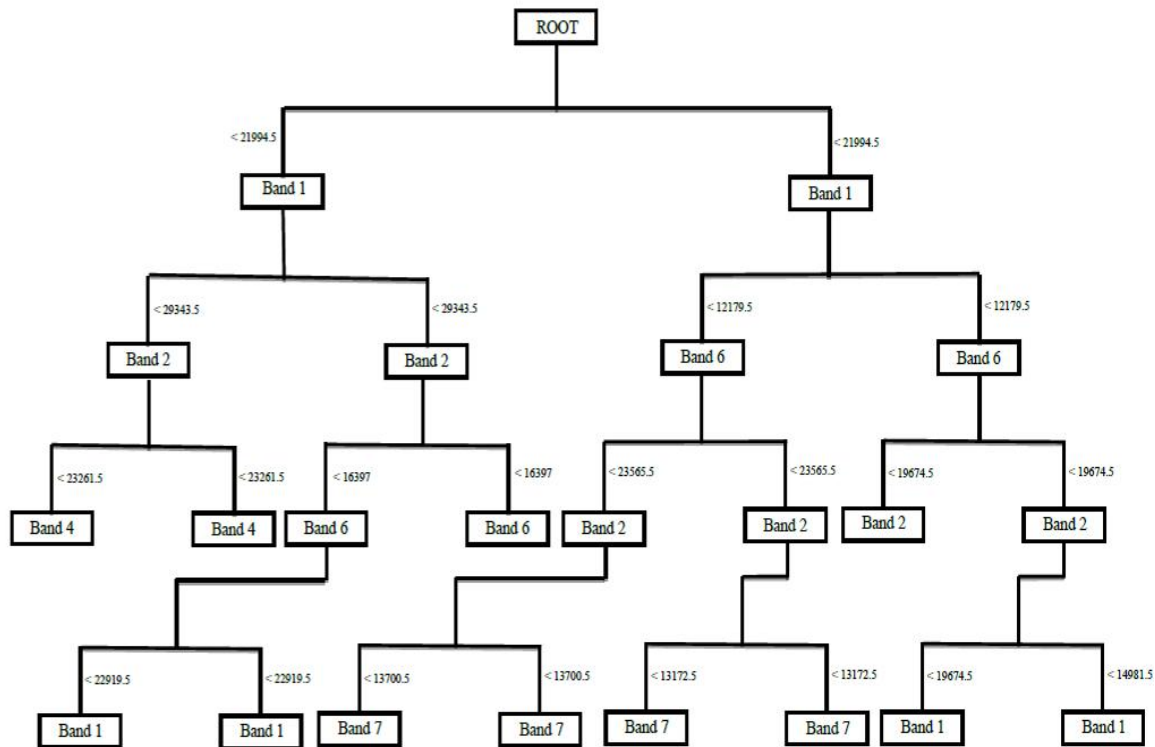 ROOT
< 21994.5
< 21994.5
Band 1
Band 1
< 29343.5
< 29343.5
< 12179.5
< 12179.5
Band 2
Band 2
Band 6
Band 6
< 23261.5
< 23261.5
< 16397
< 16397
< 23565.5
< 23565.5
< 19674.5
< 19674.5
Band 4
Band 4
Band 6
Band 6
Band 2
Band 2
Band 2
Band 2
< 22919.5
< 22919.5
< 13700.5
< 13700.5
< 13172.5
< 13172.5
< 19674.5
< 14981.5
Band 1
Band 1
Band 7
Band 7
Band 7
Band 7
Band 1
Band 1